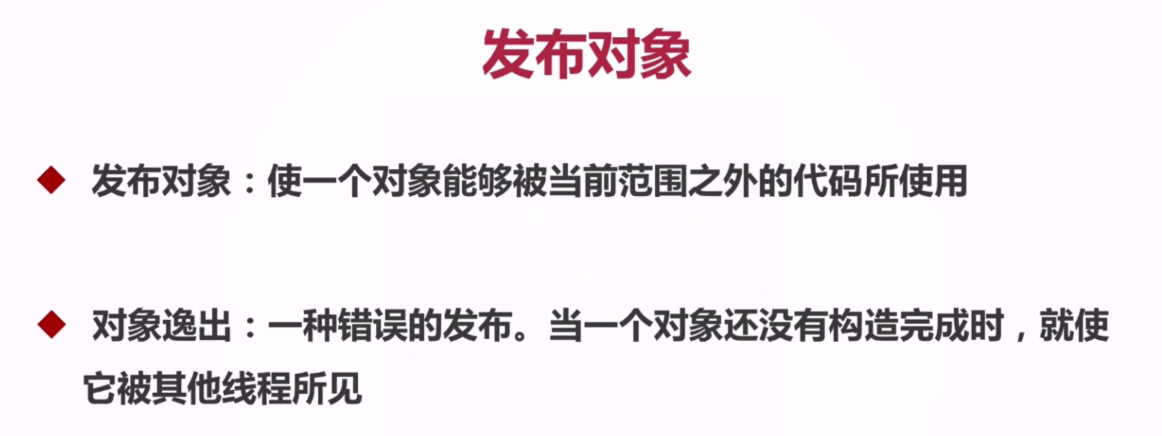 发布对象
发布对象：使一个对象能够被当前范围之外的代码所使用
对象逸出：一种错误的发布。当一个对象还没有构造完成时，就使
它被其他线程所见